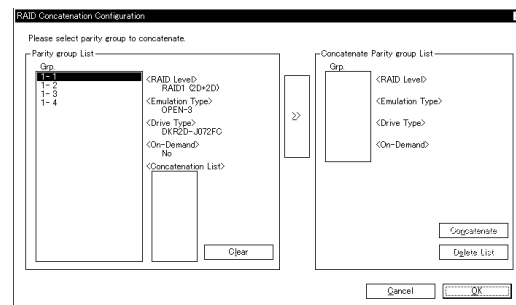 RAID Concatenation Configuration
Please select parity group to concatenate.
Parity group List
Grp.
1- 1
1- 2
1- 3
1- 4
<RAID Level>
RAID1 (2D+2D)
<Emulation Type>
OPEN-3
<Drive Type>
DKR2D-J072FC
<On-Demand>
No
<Concatenation List>
Clear
>>
Concatenate Parity group List
Grp.
<RAID Level>
<Emulation Type>
<Drive Type>
<On-Demand>
Concatenate
Delete List
Cancel
OK